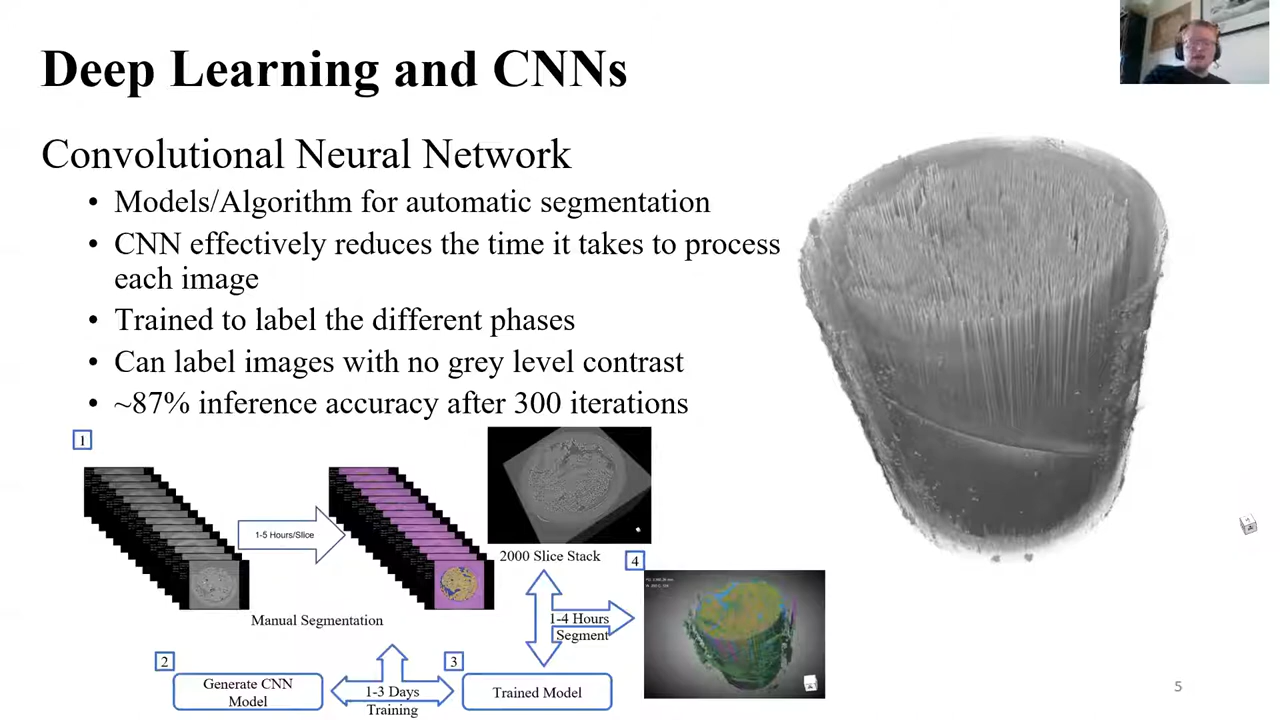 Deep Learning and CNNs
Convolutional Neural Network
• Models/Algorithm for automatic segmentation
• CNN effectively reduces the time it takes to process
each image
• Trained to label the different phases
• Can label images with no grey level contrast
• ~87% inference accuracy after 300 iterations
1
1-5 Hours/Slice
Manual Segmentation
2000 Slice Stack
4
1-4 Hours
Segment
2
Generate CNN
Model
1-3 Days
Training
3
Trained Model
5